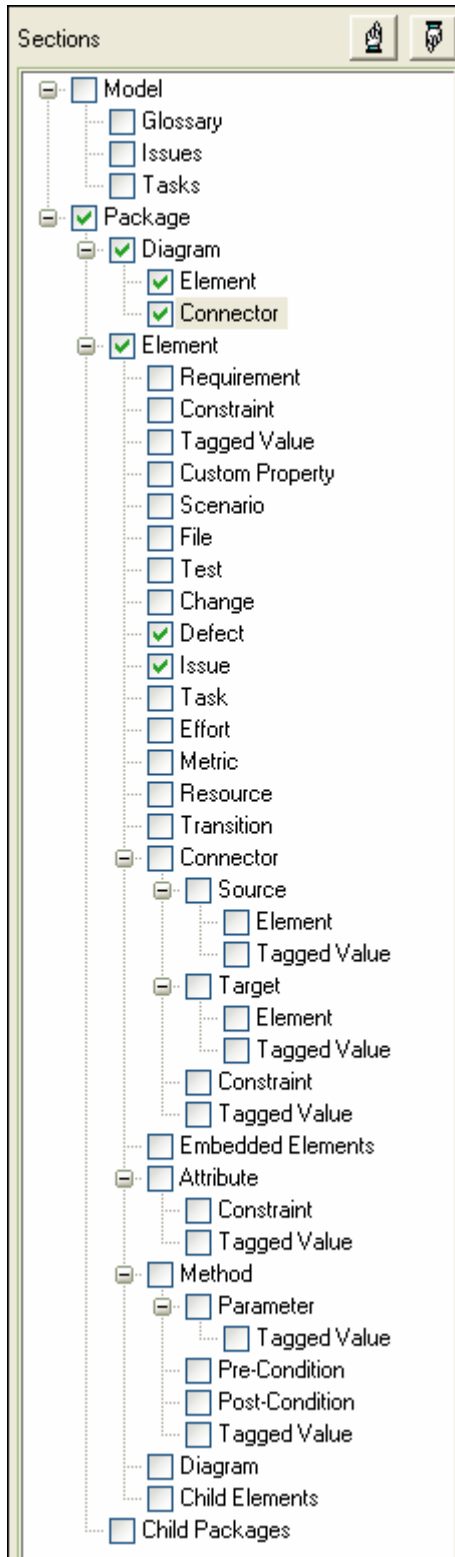 Sections
Model
Glossary
Issues
Tasks
Package
Diagram
Element
Connector
Element
Requirement
Constraint
Tagged Value
Custom Property
Scenario
File
Test
Change
Defect
Issue
Task
Effort
Metric
Resource
Transition
Connector
Source
Element
Tagged Value
Target
Element
Tagged Value
Constraint
Tagged Value
Embedded Elements
Attribute
Constraint
Tagged Value
Method
Parameter
Tagged Value
Pre-Condition
Post-Condition
Tagged Value
Diagram
Child Elements
Child Packages